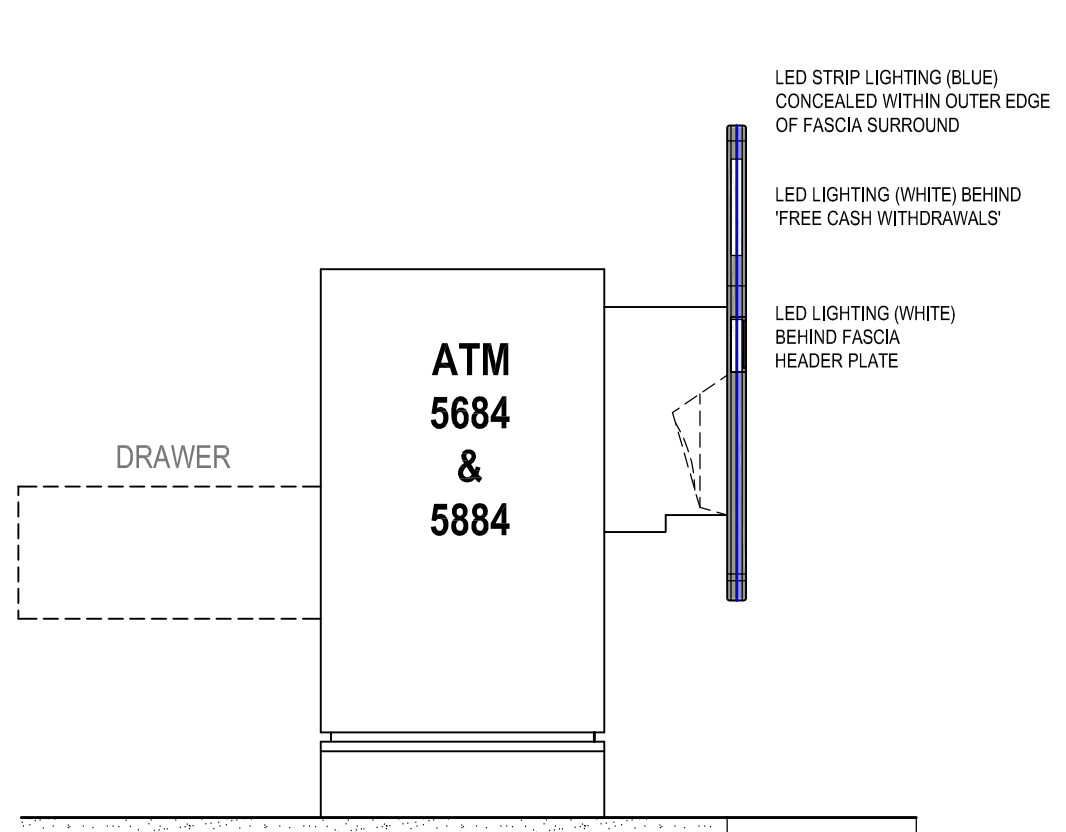 LED STRIP LIGHTING (BLUE)
CONCEALED WITHIN OUTER EDGE
OF FASCIA SURROUND
LED LIGHTING (WHITE) BEHIND
'FREE CASH WITHDRAWALS'
LED LIGHTING (WHITE)
BEHIND FASCIA
HEADER PLATE
ATM
5684
&
5884
DRAWER